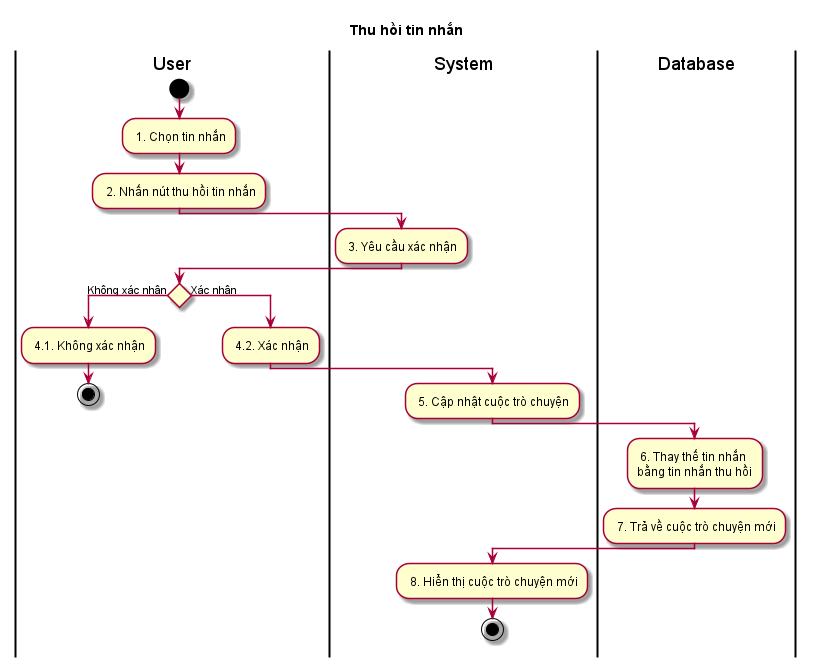 Thu hồi tin nhắn
User
System
Database
1. Chọn tin nhắn
2. Nhấn nút thu hồi tin nhắn
3. Yêu cầu xác nhận
Không xác nhận
Xác nhận
4.1. Không xác nhận
4.2. Xác nhận
5. Cập nhật cuộc trò chuyện
6. Thay thế tin nhắn
bằng tin nhắn thu hồi
7. Trả về cuộc trò chuyện mới
8. Hiển thị cuộc trò chuyện mới